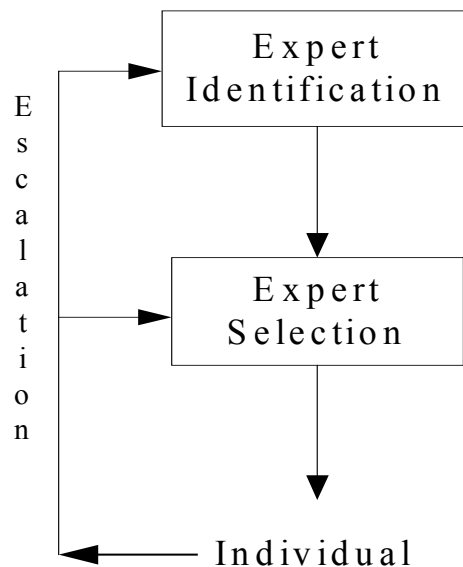 Expert
Identification
Escalation
Expert
Selection
Individual